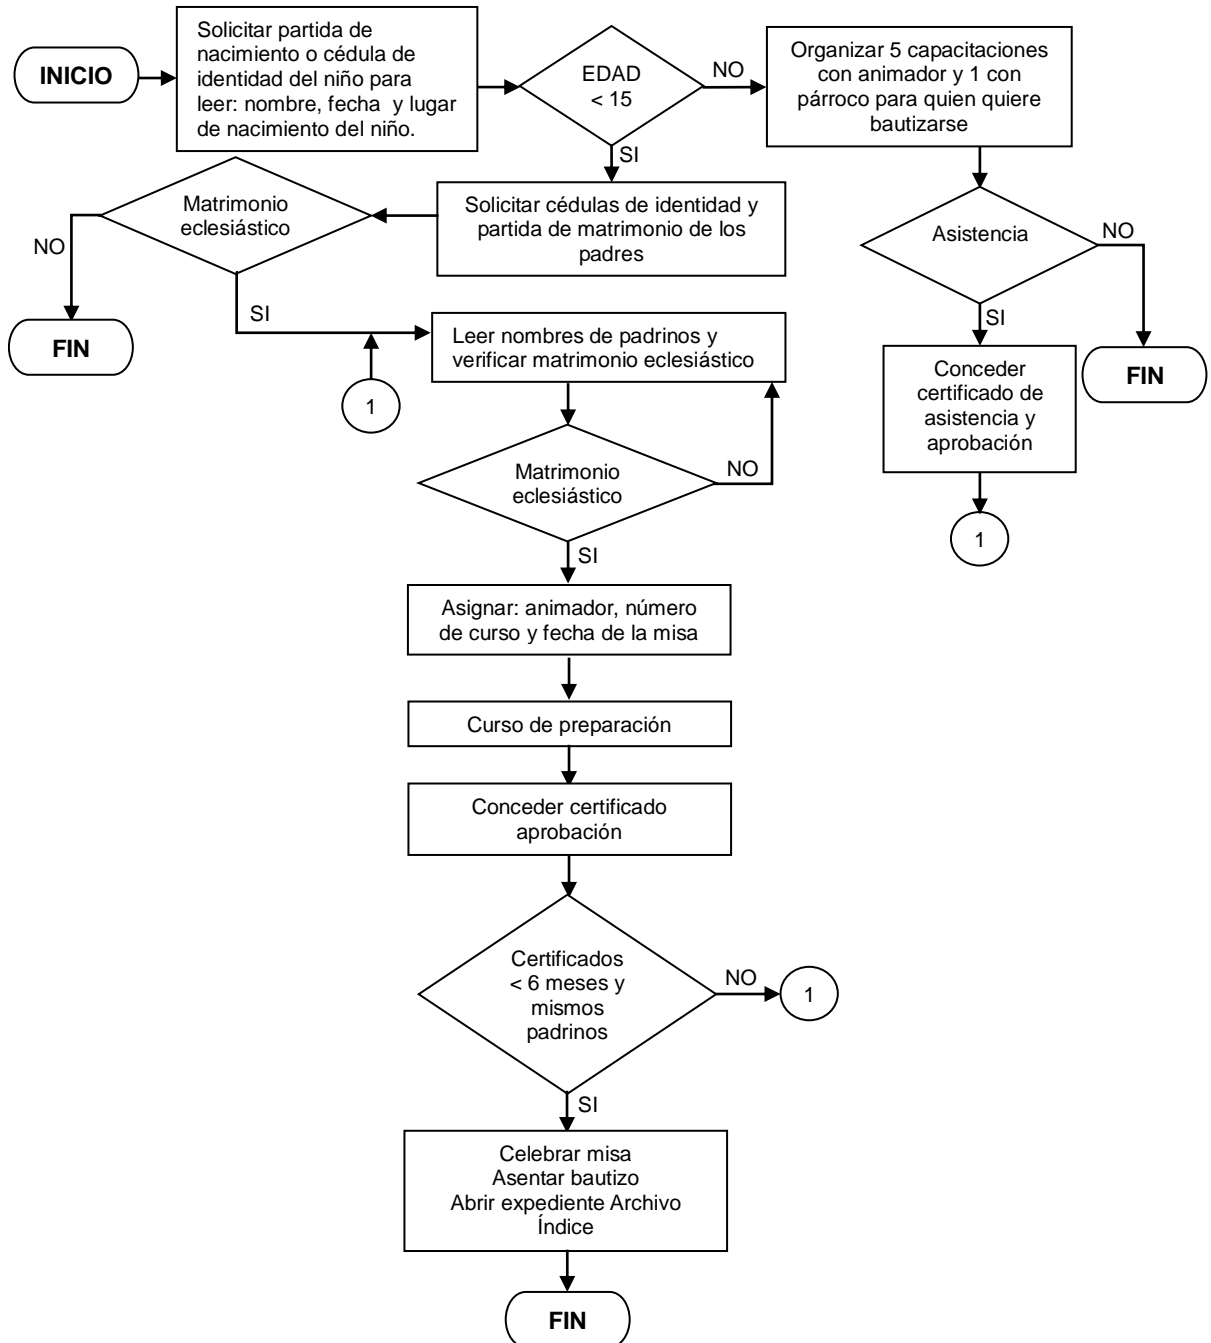 INICIO
Solicitar partida de
nacimiento o cédula de
identidad del niño para
leer: nombre, fecha y lugar
de nacimiento del niño.
EDAD
< 15
NO
Organizar 5 capacitaciones
con animador y 1 con
párroco para quien quiere
bautizarse
SI
Matrimonio
eclesiástico
Solicitar cédulas de identidad y
partida de matrimonio de los
padres
Asistencia
NO
NO
SI
FIN
Leer nombres de padrinos y
verificar matrimonio eclesiástico
1
SI
Conceder
certificado de
asistencia y
aprobación
FIN
Matrimonio
eclesiástico
NO
1
SI
Asignar: animador, número
de curso y fecha de la misa
Curso de preparación
Conceder certificado
aprobación
Certificados
< 6 meses y
mismos
padrinos
NO
1
SI
Celebrar misa
Asentar bautizo
Abrir expediente Archivo
Índice
FIN